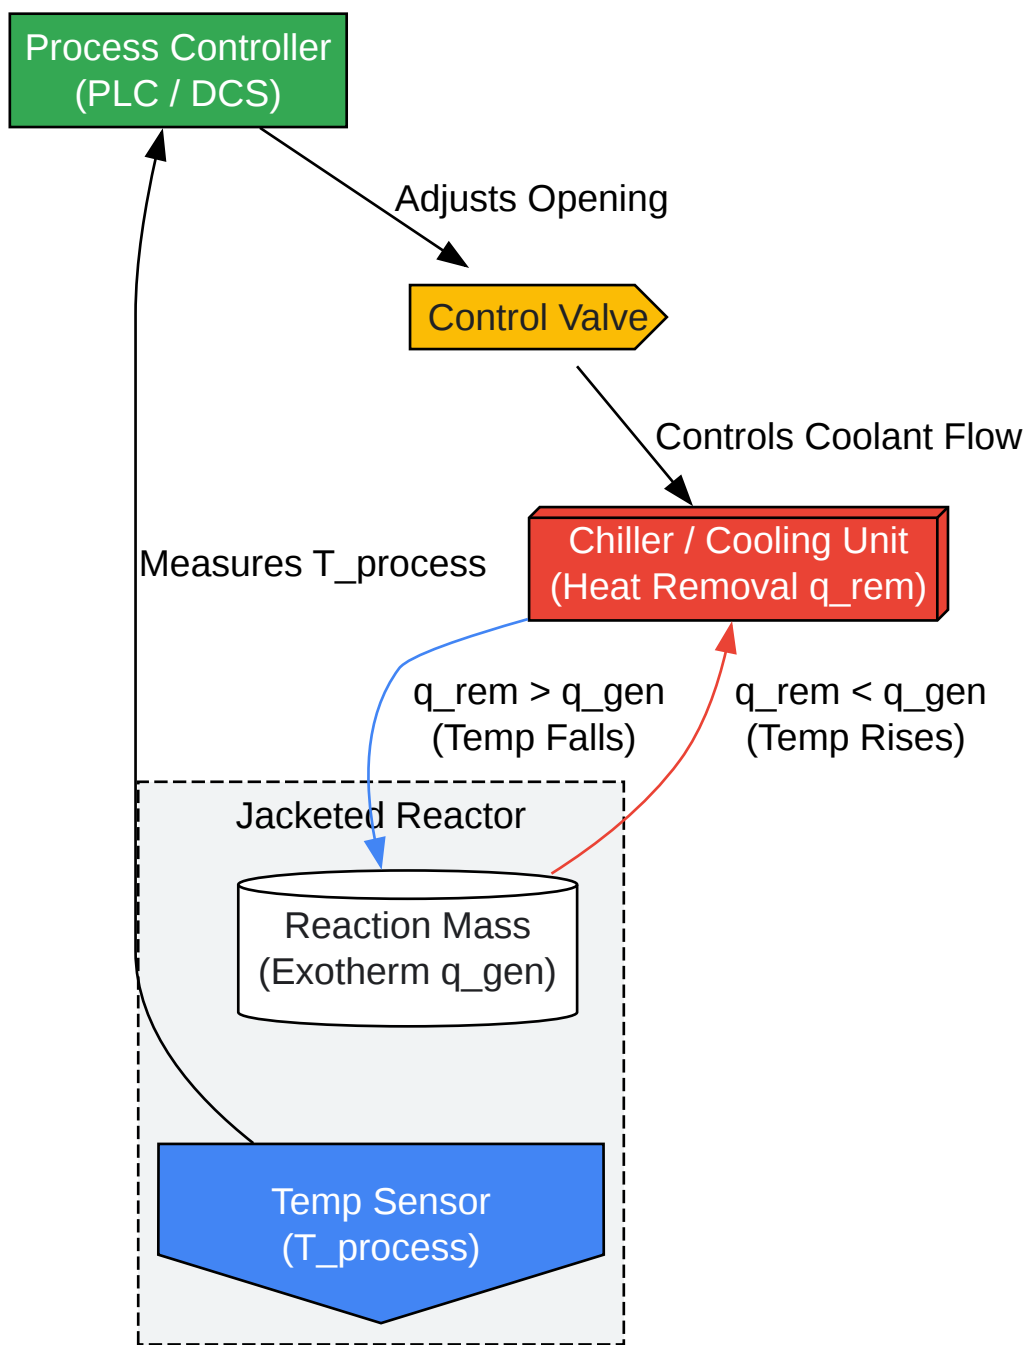 Process Controller
(PLC / DCS)
Adjusts Opening
Control Valve
Controls Coolant Flow
Chiller / Cooling Unit
(Heat Removal q_rem)
Measures T_process
q_rem > q_gen
(Temp Falls)
q_rem < q_gen
(Temp Rises)
Jacketed Reactor
Reaction Mass
(Exotherm q_gen)
Temp Sensor
(T_process)